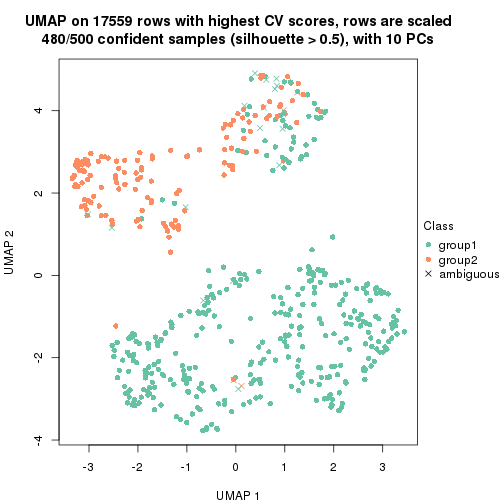 UMAP on 17559 rows with highest CV scores, rows are scaled
480/500 confident samples (silhouette > 0.5), with 10 PCs
4
2
0
-2
-4
UMAP 2
-3
-2
-1
0
1
2
3
UMAP 1
Class
group1
group2
ambiguous